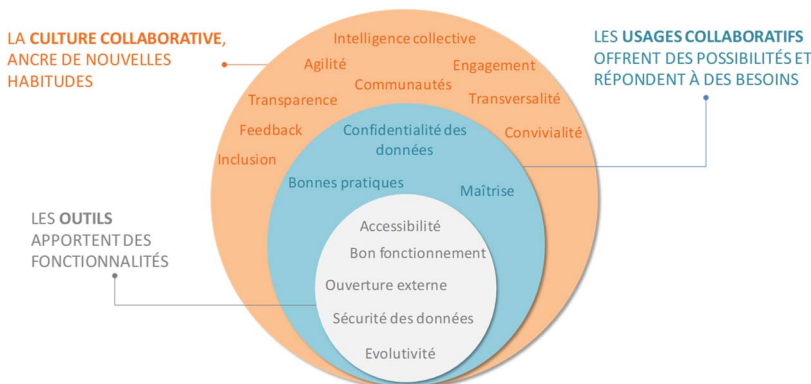 LA CULTURE COLLABORATIVE,
ANCRE DE NOUVELLES
HABITUDES
Intelligence collective
Agilité
Engagement
Communautés
Transparence
Transversalité
Feedback
Convivialité
Inclusion
LES USAGES COLLABORATIFS
OFFRENT DES POSSIBILITÉS ET
RÉPONDENT À DES BESOINS
Confidentialité des
données
Bonnes pratiques
Maîtrise
LES OUTILS
APPORTENT DES
FONCTIONNALITÉS
Accessibilité
Bon fonctionnement
Ouverture externe
Sécurité des données
Evolutivité